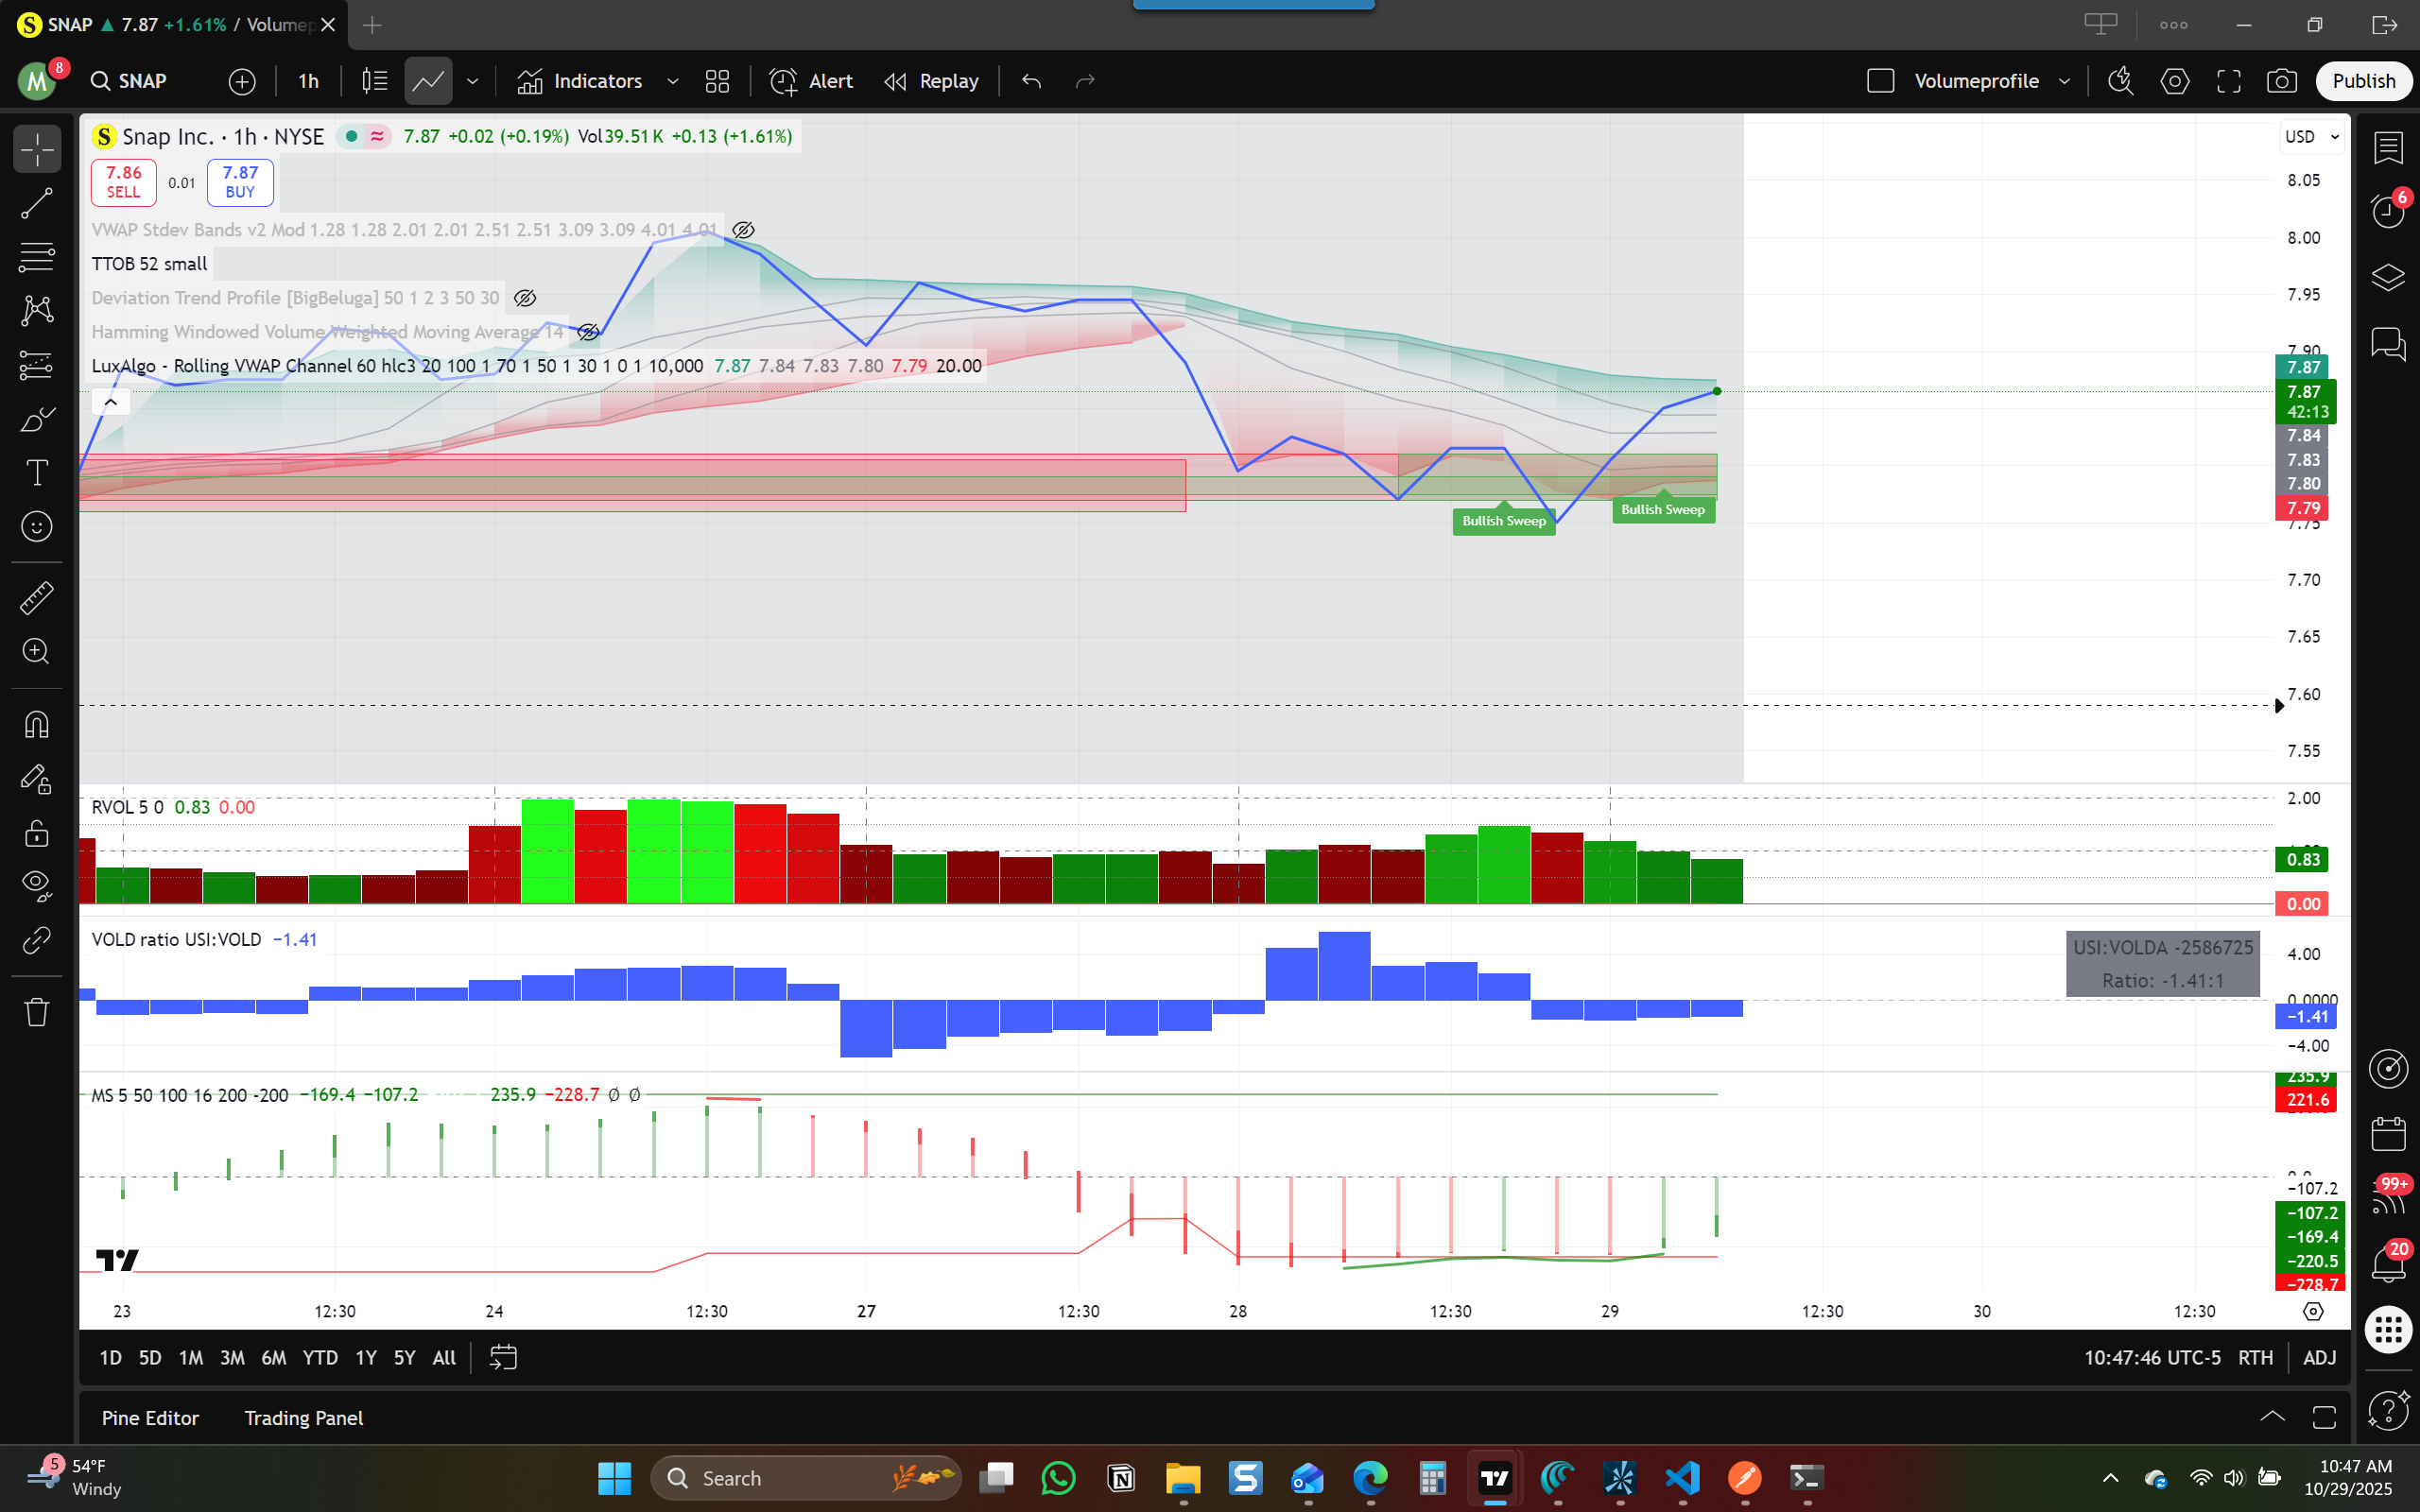 SNAP ▲ 7.87 +1.61% / Volumep
M 8 SNAP 1h Indicators Alert Replay Volumeprofile Publish
S Snap Inc. · 1h · NYSE 7.87 +0.02 (+0.19%) Vol39.51 K +0.13 (+1.61%)
USD
7.86
SELL
0.01
7.87
BUY
VWAP Stdev Bands v2 Mod 1.28 1.28 2.01 2.01 2.51 2.51 3.09 3.09 4.01 4.01
TTOB 52 small
Deviation Trend Profile [BigBeluga] 50 1 2 3 50 30
Hamming Windowed Volume Weighted Moving Average 14
LuxAlgo - Rolling VWAP Channel 60 hlc3 20 100 1 70 1 50 1 30 1 0 1 10,000 7.87 7.84 7.83 7.80 7.79 20.00
Bullish Sweep
Bullish Sweep
8.05
8.00
7.95
7.90
7.87
7.87
42:13
7.84
7.83
7.80
7.79
7.75
7.70
7.65
7.60
7.55
RVOL 5 0 0.83 0.00
2.00
0.83
0.00
VOLD ratio USI:VOLD −1.41
USI:VOLDA -2586725
Ratio: -1.41:1
4.00
0.0000
−1.41
−4.00
MS 5 50 100 16 200 -200 −169.4 −107.2 235.9 −228.7 Ø Ø
235.9
221.6
−107.2
−107.2
−169.4
−220.5
−228.7
23 12:30 24 12:30 27 12:30 28 12:30 29 12:30 30 12:30
1D 5D 1M 3M 6M YTD 1Y 5Y All
10:47:46 UTC-5 RTH ADJ
Pine Editor Trading Panel
6
99+
20
5
54°F
Windy
Search
10:47 AM
10/29/2025